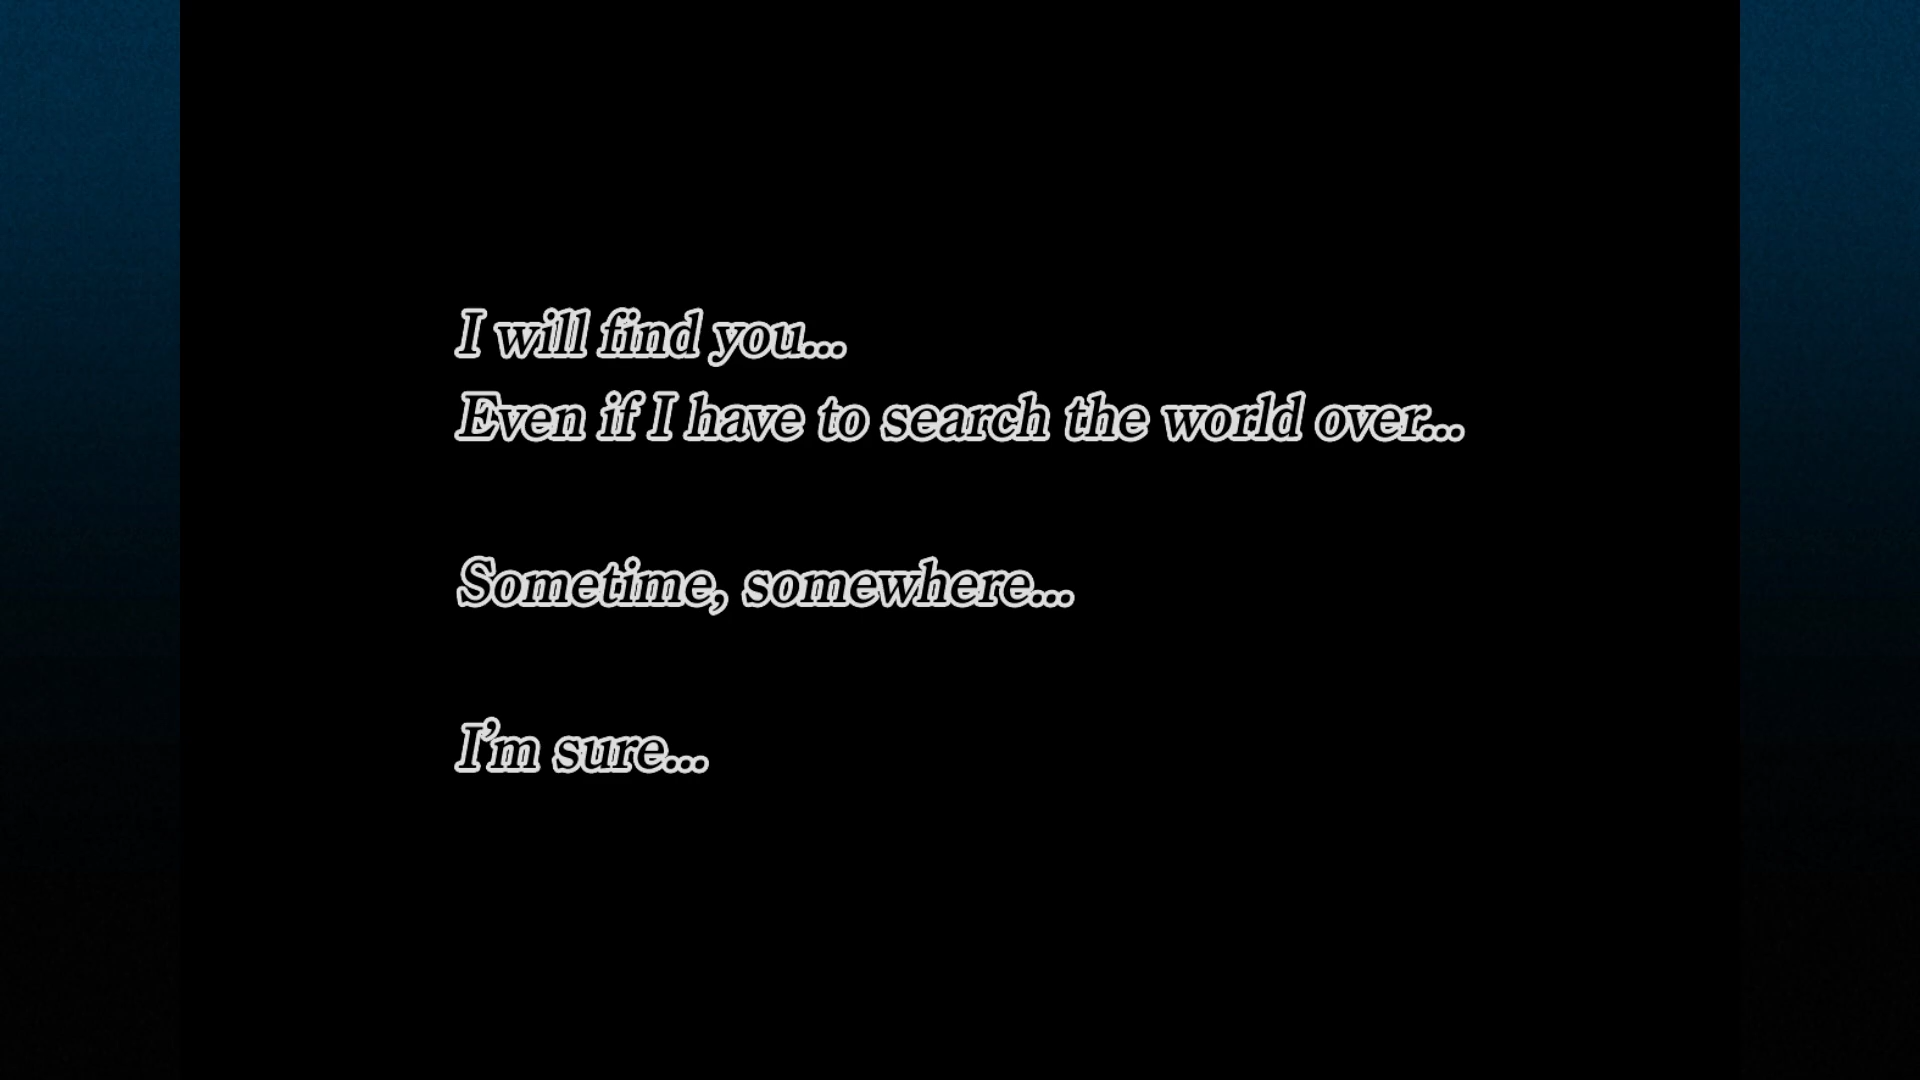 I will find you...
Even if I have to search the world over...
Sometime, somewhere...
I'm sure...